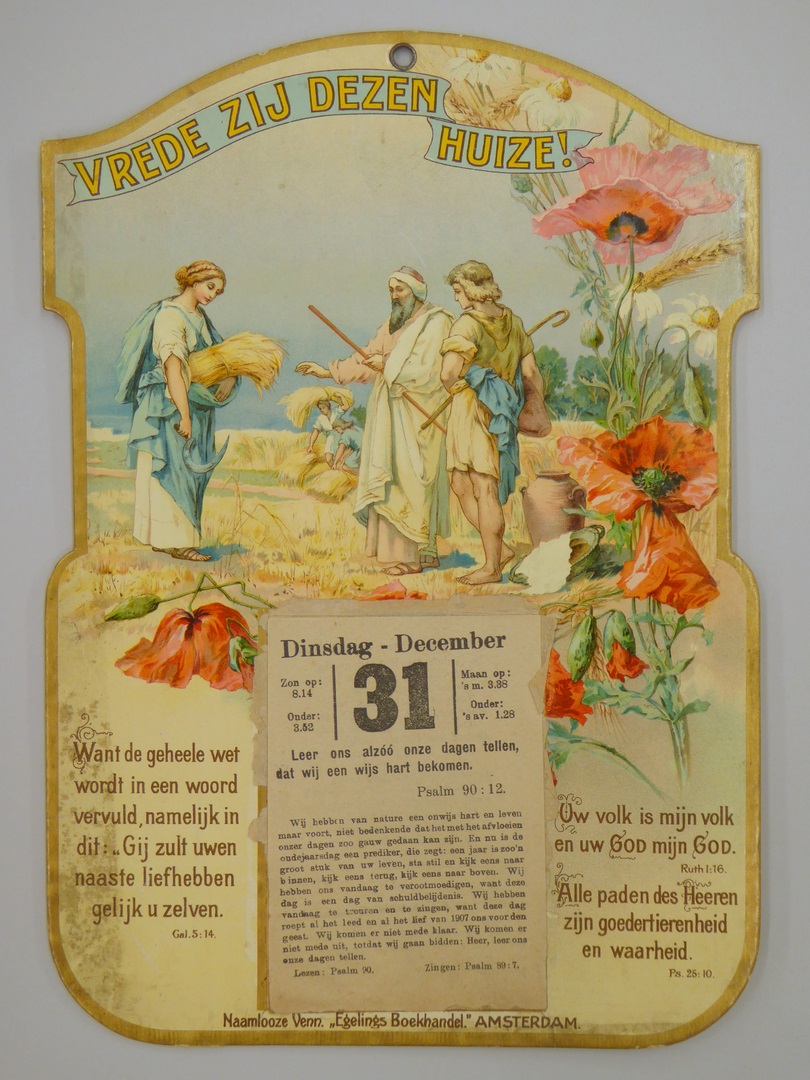 VREDE ZIJ DEZEN
HUIZE!
Dinsdag - December
Zon op:
8.14
Onder:
3.52
31
Maan op:
's m. 3.38
Onder:
's av. 1.28
Leer ons alzóó onze dagen tellen,
dat wij een wijs hart bekomen.
Psalm 90 : 12.
Wij hebben van nature een onwijs hart en leven
maar voort, niet bedenkende dat het met het afvloeien
onzer dagen zoo gauw gedaan kan zijn. En nu is de
oudejaarsdag een prediker, die zegt: een jaar is zoo'n
groot stuk van uw leven, sta stil en kijk eens naar
binnen, kijk eens terug, kijk eens naar boven. Wij
hebben ons vandaag te verootmoedigen, want deze
dag is een dag van schuldbelijdenis. Wij hebben
vandaag te treuren en te zingen, want deze dag
roept al het leed en al het lief van 1907 ons voor den
geest. Wij komen er niet mede klaar. Wij komen er
niet meds uit, totdat wij gaan bidden: Heer, leer ons
onze dagen tellen.
Lezen: Psalm 90. Zingen: Psalm 89:7.
Want de geheele wet
wordt in een woord
vervuld, namelijk in
dit: „Gij zult uwen
naaste liefhebben
gelijk u zelven.
Gal. 5:14.
Uw volk is mijn volk
en uw GOD mijn GOD.
Ruth 1:16.
Alle paden des Heeren
zijn goedertierenheid
en waarheid.
Ps. 25:10.
Naamlooze Venn. „Egelings Boekhandel." AMSTERDAM.